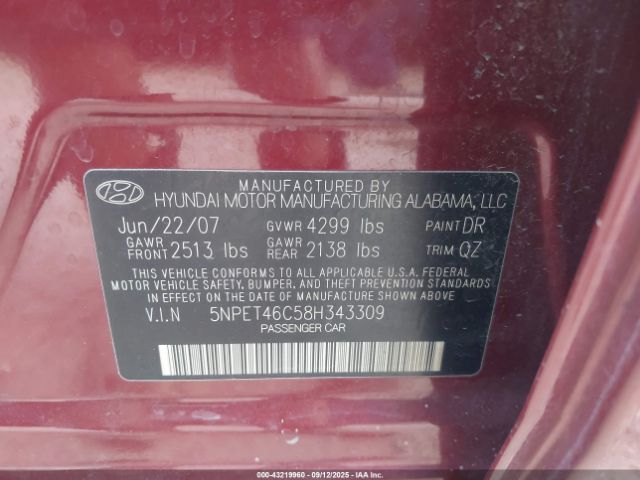 MANUFACTURED BY
HYUNDAI MOTOR MANUFACTURING ALABAMA, LLC
Jun/22/07 GVWR 4299 lbs PAINT DR
GAWR FRONT 2513 lbs GAWR REAR 2138 lbs TRIM QZ
THIS VEHICLE CONFORMS TO ALL APPLICABLE U.S.A. FEDERAL
MOTOR VEHICLE SAFETY, BUMPER, AND THEFT PREVENTION STANDARDS
IN EFFECT ON THE DATE OF MANUFACTURE SHOWN ABOVE.
V.I.N 5NPET46C58H343309
PASSENGER CAR
000-43219960 - 09/12/2025 - IAAI.COM